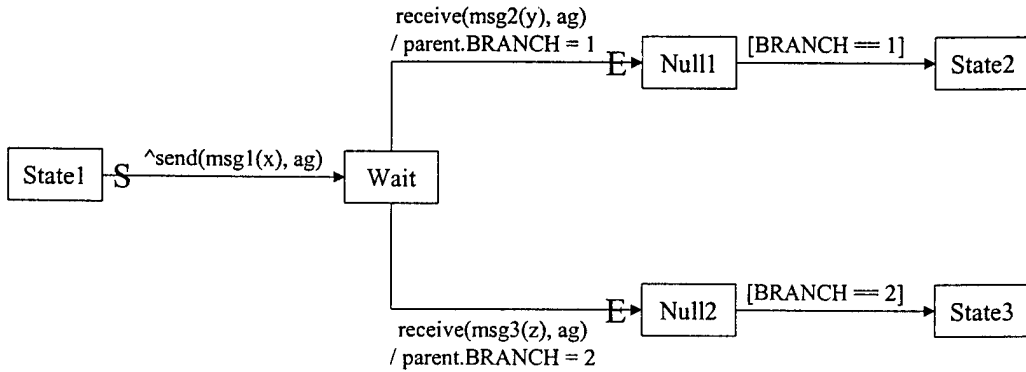 receive(msg2(y), ag)
/ parent.BRANCH = 1
E
Null1
[BRANCH == 1]
State2
State1
S
^send(msg1(x), ag)
Wait
receive(msg3(z), ag)
/ parent.BRANCH = 2
E
Null2
[BRANCH == 2]
State3